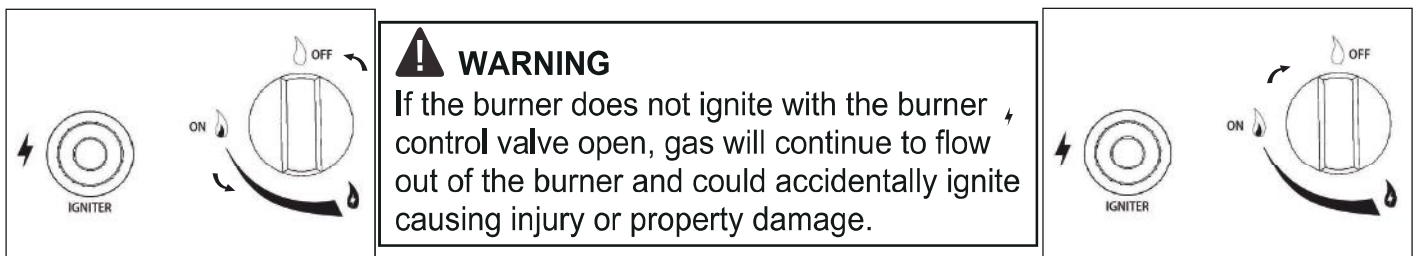 OFF
ON
IGNITER
WARNING
If the burner does not ignite with the burner
control valve open, gas will continue to flow
out of the burner and could accidentally ignite
causing injury or property damage.
OFF
ON
IGNITER